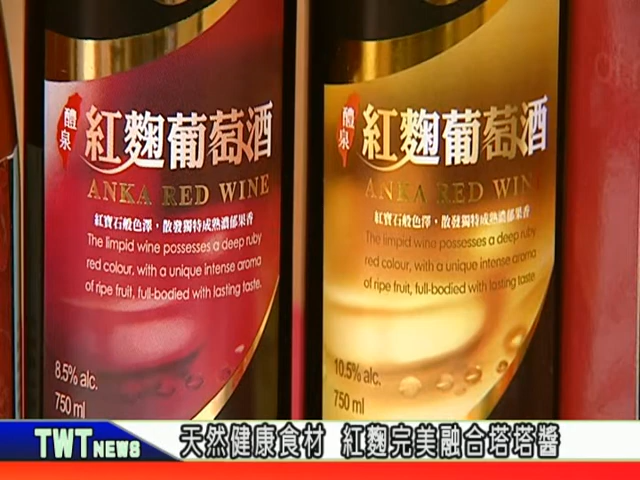 醴泉
紅麴葡萄酒
ANKA RED WINE
紅寶石般色澤，散發獨特成熟濃郁果香
The limpid wine possesses a deep ruby
red colour, with a unique intense aroma
of ripe fruit, full-bodied with lasting taste.
8.5% alc.
750 ml
醴泉
紅麴葡萄酒
ANKA RED WIN
紅寶石般色澤，散發獨特成熟濃郁果香
The limpid wine possesses a deep ruby
red colour, with a unique intense aroma
of ripe fruit, full-bodied with lasting taste.
10.5% alc.
750 ml
TWT NEWS
天然健康食材 紅麴完美融合塔塔醬